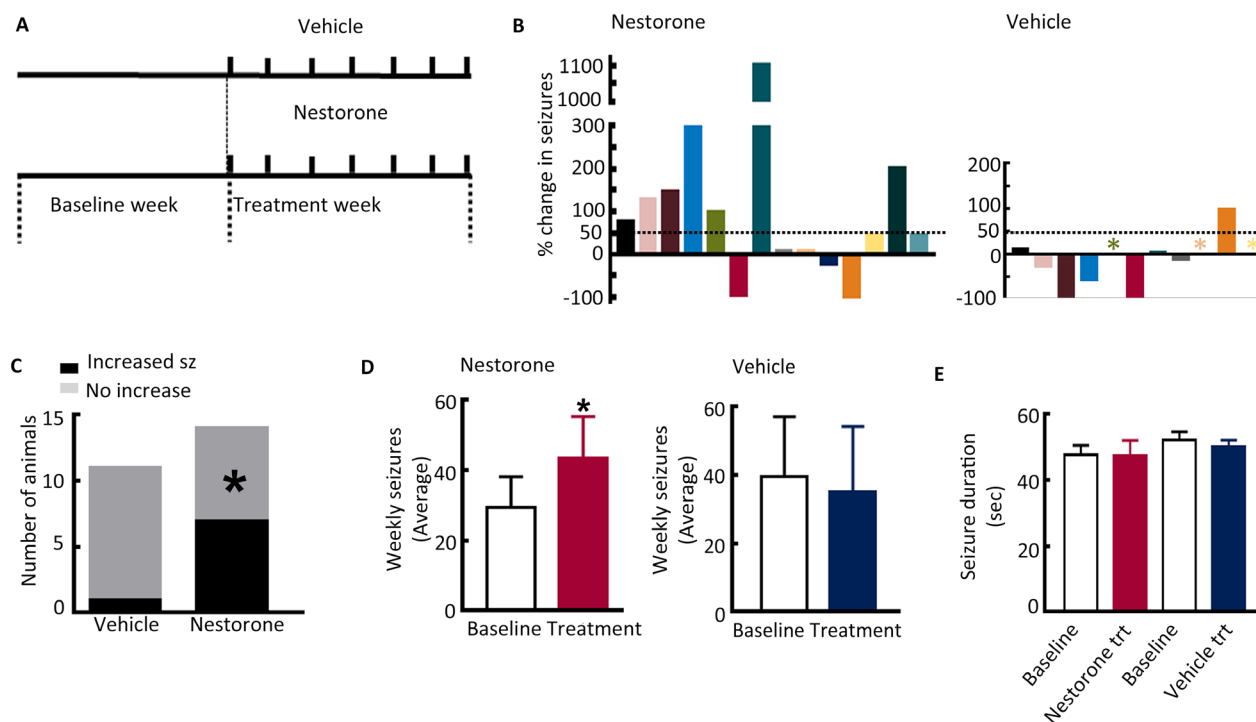 A
Vehicle
Nestorone
Baseline week
Treatment week
B
Nestorone
% change in seizures
1100
1000
300
200
100
50
0
-100
Vehicle
200
100
50
0
-100
*
*
*
C
Increased sz
No increase
Number of animals
15
10
5
0
*
Vehicle
Nestorone
D
Nestorone
Weekly seizures
(Average)
60
40
20
0
*
Baseline Treatment
Vehicle
Weekly seizures
(Average)
60
40
20
0
Baseline Treatment
E
Seizure duration
(sec)
60
40
20
0
Baseline
Nestorone trt
Baseline
Vehicle trt